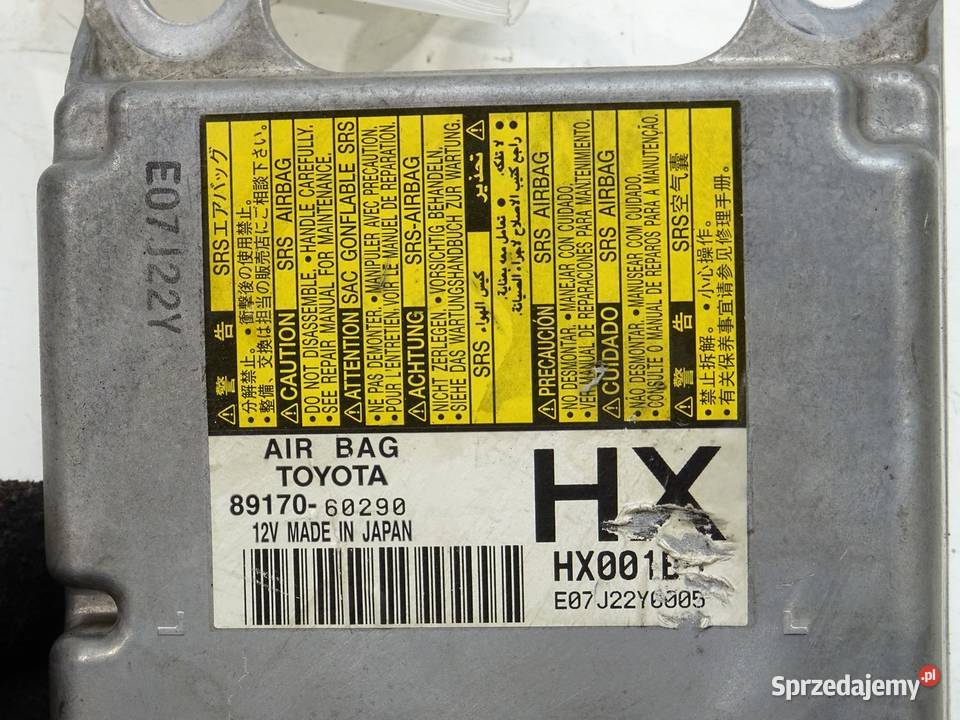 E07J22Y
⚠警告 SRSエアバッグ
•分解禁止。 •衝撃後の使用禁止。
•整備、交換は担当の販売店にご相談下さい。
⚠CAUTION SRS AIRBAG
•DO NOT DISASSEMBLE. •HANDLE CAREFULLY.
•SEE REPAIR MANUAL FOR MAINTENANCE.
⚠ATTENTION SAC GONFLABLE SRS
•NE PAS DEMONTER. •MANIPULER AVEC PRECAUTION.
•POUR L'ENTRETIEN, VOIR LE MANUEL DE REPARATION.
⚠ACHTUNG SRS-AIRBAG
•NICHT ZERLEGEN. •VORSICHTIG BEHANDELN.
•SIEHE DAS WARTUNGSHANDBUCH ZUR WARTUNG.
⚠ تحذير كيس الهواء SRS
⚠PRECAUCIÓN SRS AIRBAG
•NO DESMONTAR. •MANEJAR CON CUIDADO.
•VER MANUAL DE REPARACIONES PARA MANTENIMIENTO.
⚠CUIDADO SRS AIRBAG
•NÃO DESMONTAR. •MANUSEAR COM CUIDADO.
•CONSULTE O MANUAL DE REPAROS PARA A MANUTENÇÃO.
⚠警告 SRS空气囊
•禁止拆解。 •小心操作。
•有关保养事宜请参见修理手册。
AIR BAG
TOYOTA
89170-60290
12V MADE IN JAPAN
HX
HX001B
Sprzedajemy.pl